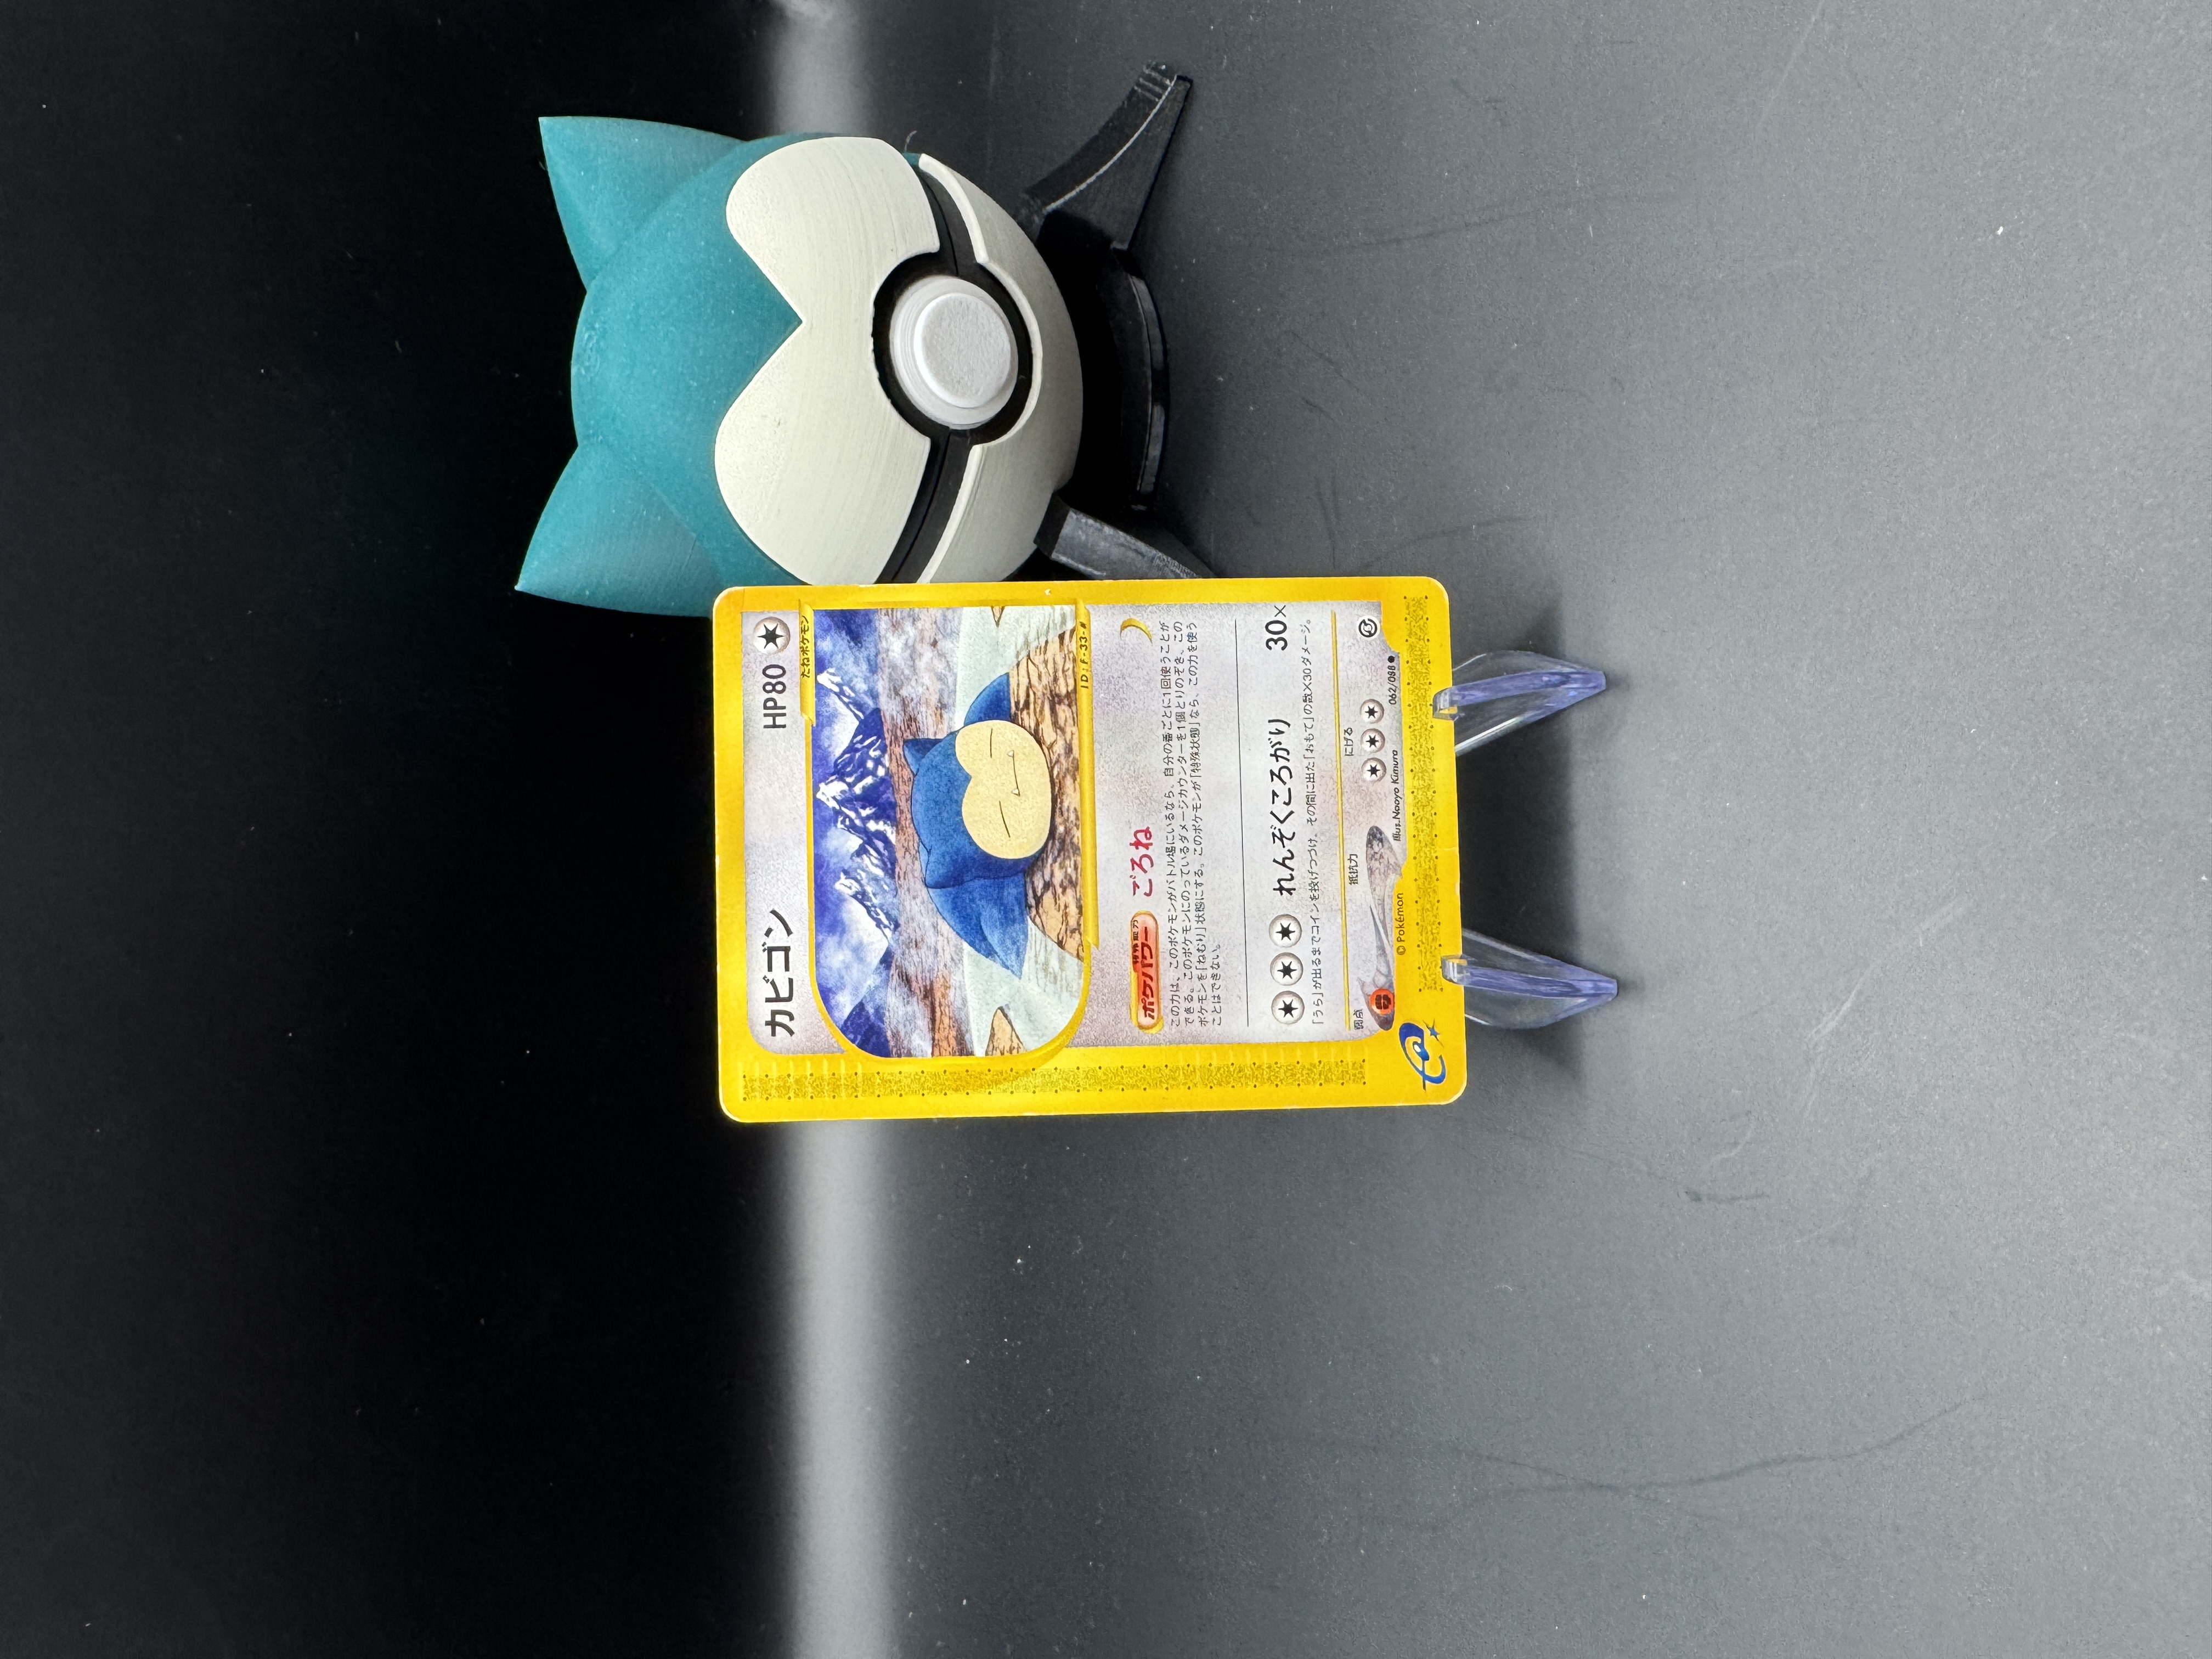 カビゴン HP80
たねポケモン
ID:F-33-#
特殊能力
ポケパワー ごろね
この力は、このポケモンがバトル場にいるなら、自分の番ごとに1回使うことが
できる。このポケモンにのっているダメージカウンターを1個とりのぞき、この
ポケモンを「ねむり」状態にする。このポケモンが「特殊状態」なら、この力を使う
ことはできない。
れんぞくころがり 30×
「うら」が出るまでコインを投げつづけ、その間に出た「おもて」の数×30ダメージ。
弱点 抵抗力 にげる
© Pokémon Illus. Naoyo Kimura 062/088 ●
e